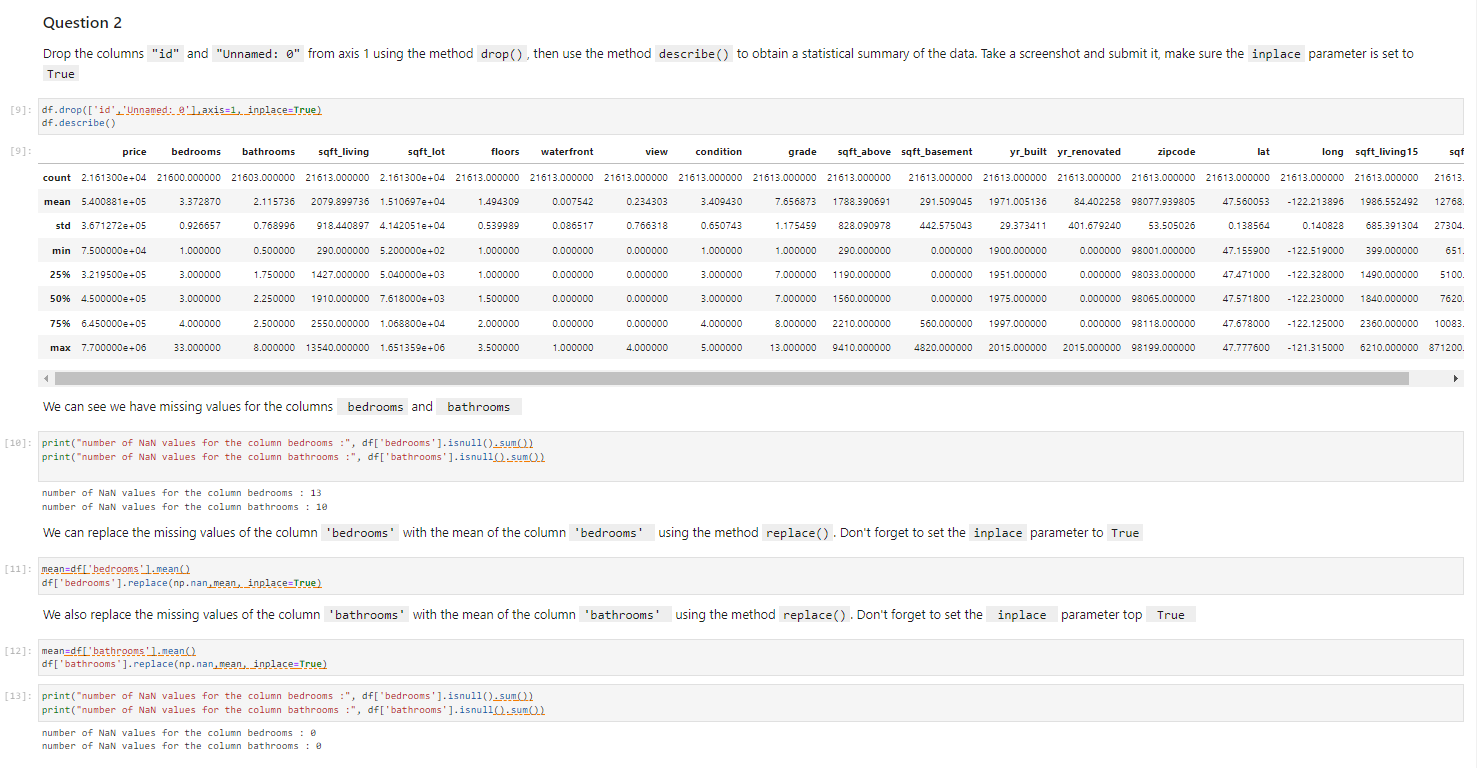 Question 2
Drop the columns "id" and "Unnamed: 0" from axis 1 using the method drop(), then use the method describe() to obtain a statistical summary of the data. Take a screenshot and submit it, make sure the inplace parameter is set to
True
[9]: df.drop(['id','Unnamed: 0'],axis=1, inplace=True)
df.describe()
[9]:
price bedrooms bathrooms sqft_living sqft_lot floors waterfront view condition grade sqft_above sqft_basement yr_built yr_renovated zipcode lat long sqft_living15 sqf
count 2.161300e+04 21600.000000 21603.000000 21613.000000 2.161300e+04 21613.000000 21613.000000 21613.000000 21613.000000 21613.000000 21613.000000 21613.000000 21613.000000 21613.000000 21613.000000 21613.000000 21613.000000 21613.000000 21613.
mean 5.400881e+05 3.372870 2.115736 2079.899736 1.510697e+04 1.494309 0.007542 0.234303 3.409430 7.656873 1788.390691 291.509045 1971.005136 84.402258 98077.939805 47.560053 -122.213896 1986.552492 12768.
std 3.671272e+05 0.926657 0.768996 918.440897 4.142051e+04 0.539989 0.086517 0.766318 0.650743 1.175459 828.090978 442.575043 29.373411 401.679240 53.505026 0.138564 0.140828 685.391304 27304.
min 7.500000e+04 1.000000 0.500000 290.000000 5.200000e+02 1.000000 0.000000 0.000000 1.000000 1.000000 290.000000 0.000000 1900.000000 0.000000 98001.000000 47.155900 -122.519000 399.000000 651.
25% 3.219500e+05 3.000000 1.750000 1427.000000 5.040000e+03 1.000000 0.000000 0.000000 3.000000 7.000000 1190.000000 0.000000 1951.000000 0.000000 98033.000000 47.471000 -122.328000 1490.000000 5100.
50% 4.500000e+05 3.000000 2.250000 1910.000000 7.618000e+03 1.500000 0.000000 0.000000 3.000000 7.000000 1560.000000 0.000000 1975.000000 0.000000 98065.000000 47.571800 -122.230000 1840.000000 7620.
75% 6.450000e+05 4.000000 2.500000 2550.000000 1.068800e+04 2.000000 0.000000 0.000000 4.000000 8.000000 2210.000000 560.000000 1997.000000 0.000000 98118.000000 47.678000 -122.125000 2360.000000 10083.
max 7.700000e+06 33.000000 8.000000 13540.000000 1.651359e+06 3.500000 1.000000 4.000000 5.000000 13.000000 9410.000000 4820.000000 2015.000000 2015.000000 98199.000000 47.777600 -121.315000 6210.000000 871200.
We can see we have missing values for the columns bedrooms and bathrooms
[10]: print("number of NaN values for the column bedrooms :", df['bedrooms'].isnull().sum())
print("number of NaN values for the column bathrooms :", df['bathrooms'].isnull().sum())
number of NaN values for the column bedrooms : 13
number of NaN values for the column bathrooms : 10
We can replace the missing values of the column 'bedrooms' with the mean of the column 'bedrooms' using the method replace(). Don't forget to set the inplace parameter to True
[11]: mean=df['bedrooms'].mean()
df['bedrooms'].replace(np.nan,mean, inplace=True)
We also replace the missing values of the column 'bathrooms' with the mean of the column 'bathrooms' using the method replace(). Don't forget to set the inplace parameter top True
[12]: mean=df['bathrooms'].mean()
df['bathrooms'].replace(np.nan,mean, inplace=True)
[13]: print("number of NaN values for the column bedrooms :", df['bedrooms'].isnull().sum())
print("number of NaN values for the column bathrooms :", df['bathrooms'].isnull().sum())
number of NaN values for the column bedrooms : 0
number of NaN values for the column bathrooms : 0